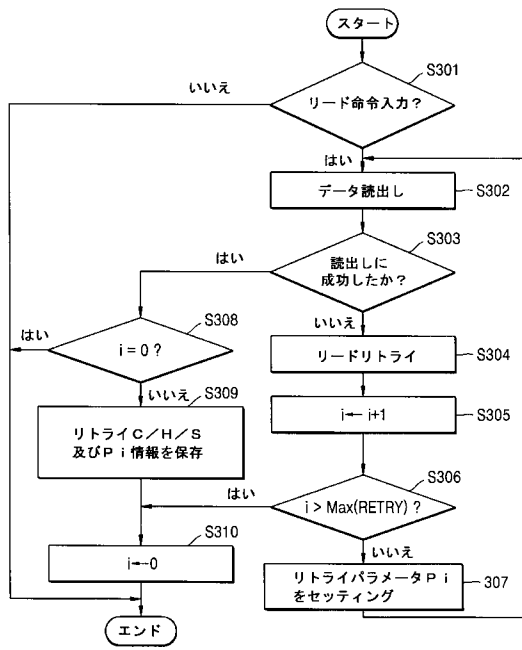 スタート
S301
いいえ
リード命令入力?
はい
データ読出し
S302
S303
はい
読出しに
成功したか?
S308
いいえ
はい
i=0?
リードリトライ
S304
いいえ
S309
リトライC/H/S
及びPi情報を保存
i←i+1
S305
S306
はい
i > Max(RETRY)?
S310
i←0
いいえ
リトライパラメータPi
をセッティング
307
エンド